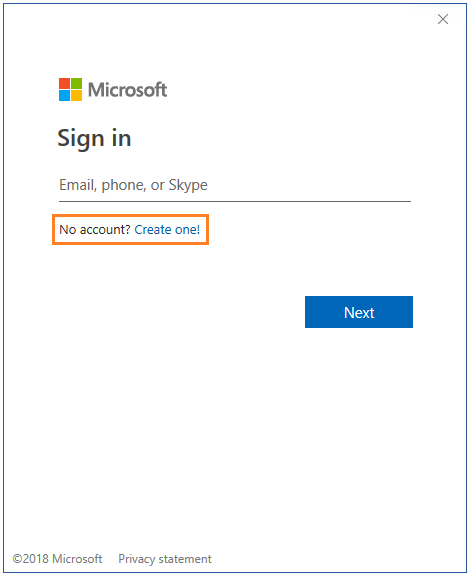 Microsoft
Sign in
Email, phone, or Skype
No account? Create one!
Next
©2018 Microsoft Privacy statement